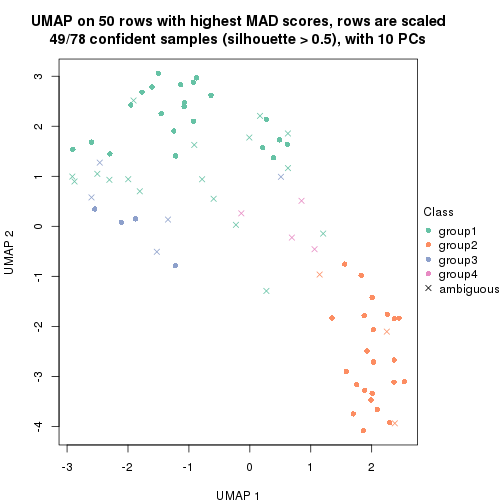 UMAP on 50 rows with highest MAD scores, rows are scaled
49/78 confident samples (silhouette > 0.5), with 10 PCs
3
2
1
0
-1
-2
-3
-4
UMAP 2
-3
-2
-1
0
1
2
UMAP 1
Class
group1
group2
group3
group4
ambiguous